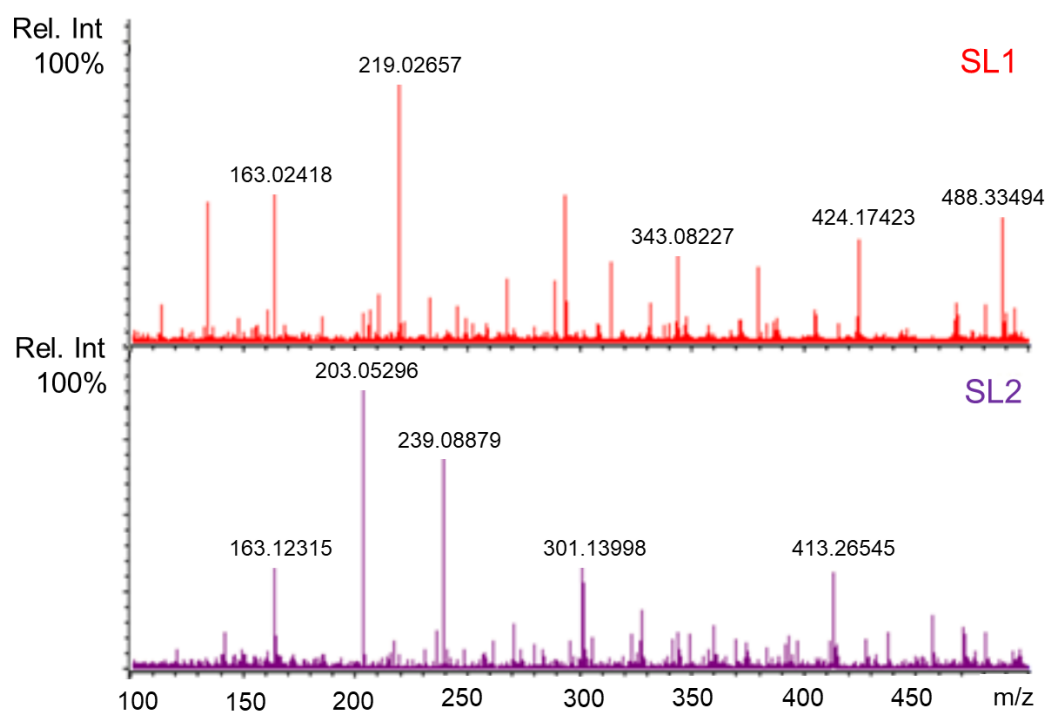 Rel. Int
100%
SL1
219.02657
163.02418
488.33494
424.17423
343.08227
Rel. Int
100%
SL2
203.05296
239.08879
163.12315
301.13998
413.26545
100 150 200 250 300 350 400 450 m/z